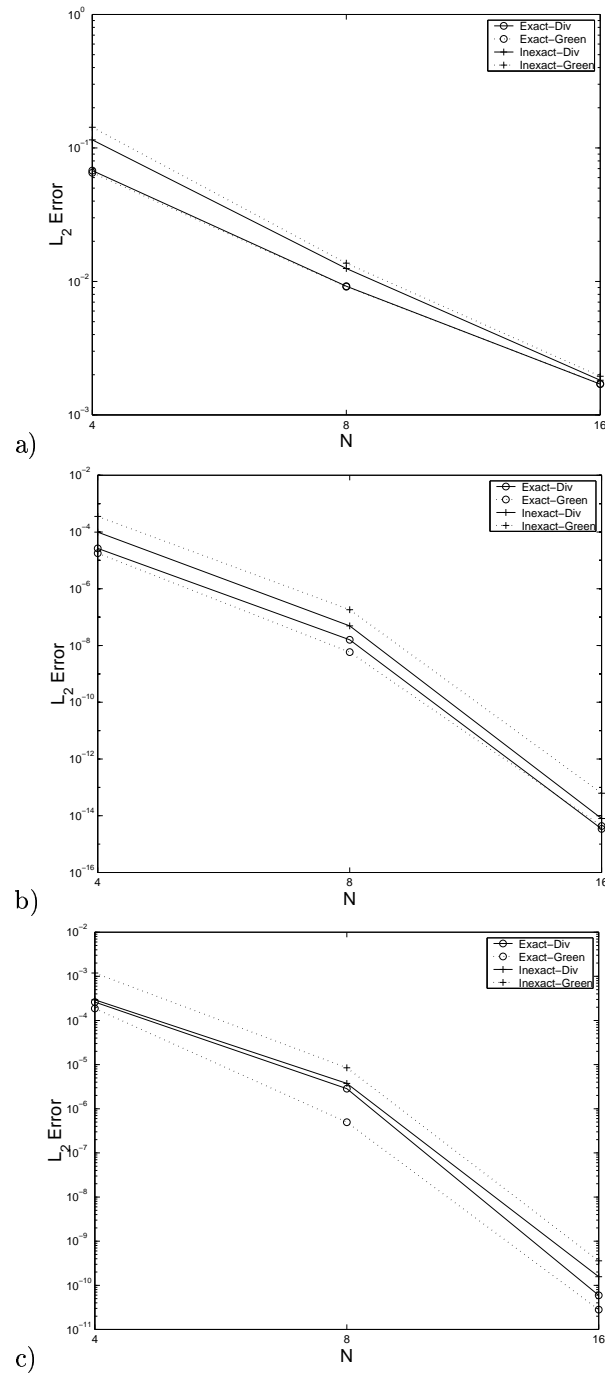 10^0
Exact−Div
Exact−Green
Inexact−Div
Inexact−Green
10^−1
L_2 Error
10^−2
10^−3
4
8
16
N
a)
10^−2
Exact−Div
Exact−Green
Inexact−Div
Inexact−Green
10^−4
10^−6
10^−8
L_2 Error
10^−10
10^−12
10^−14
10^−16
4
8
16
N
b)
10^−2
Exact−Div
Exact−Green
Inexact−Div
Inexact−Green
10^−3
10^−4
10^−5
10^−6
L_2 Error
10^−7
10^−8
10^−9
10^−10
10^−11
4
8
16
N
c)